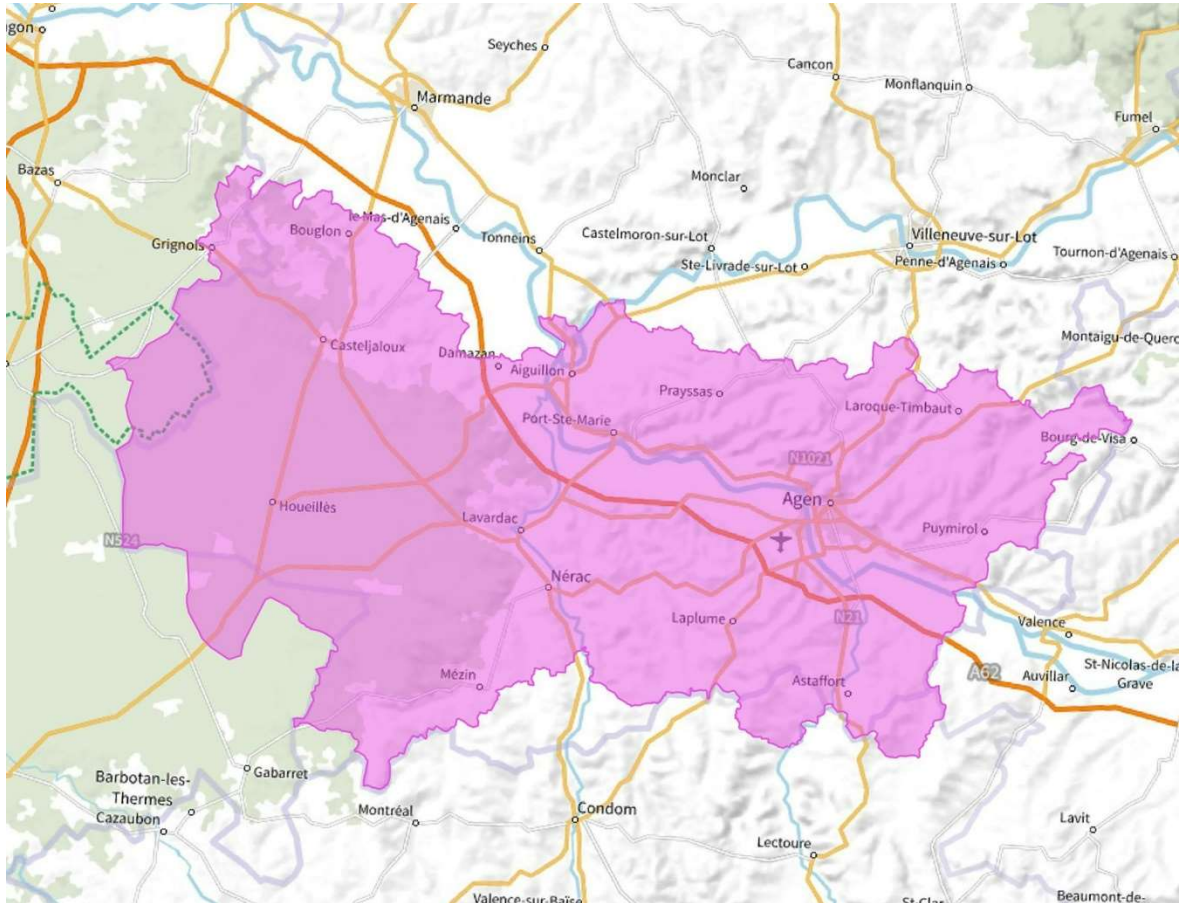 gon
Seyches
Cancon
Monflanquin
Marmande
Fumel
Bazas
Monclar
le-Mas-d'Agenais
Bouglon
Grignols
Tonneins
Castelmoron-sur-Lot
Villeneuve-sur-Lot
Ste-Livrade-sur-Lot
Penne-d'Agenais
Tournon-d'Agenais
Casteljaloux
Damazan
Aiguillon
Montaigu-de-Querc
Prayssas
Laroque-Timbaut
Port-Ste-Marie
Bourg-de-Visa
N1021
Agen
Houeillès
Lavardac
Puymirol
N524
Nérac
Laplume
N21
Valence
A62
St-Nicolas-de-la-
Grave
Auvillar
Mézin
Astaffort
Gabarret
Barbotan-les-
Thermes
Cazaubon
Montréal
Condom
Lavit
Lectoure
Valence-sur-Baïse
St-Clar
Beaumont-de-